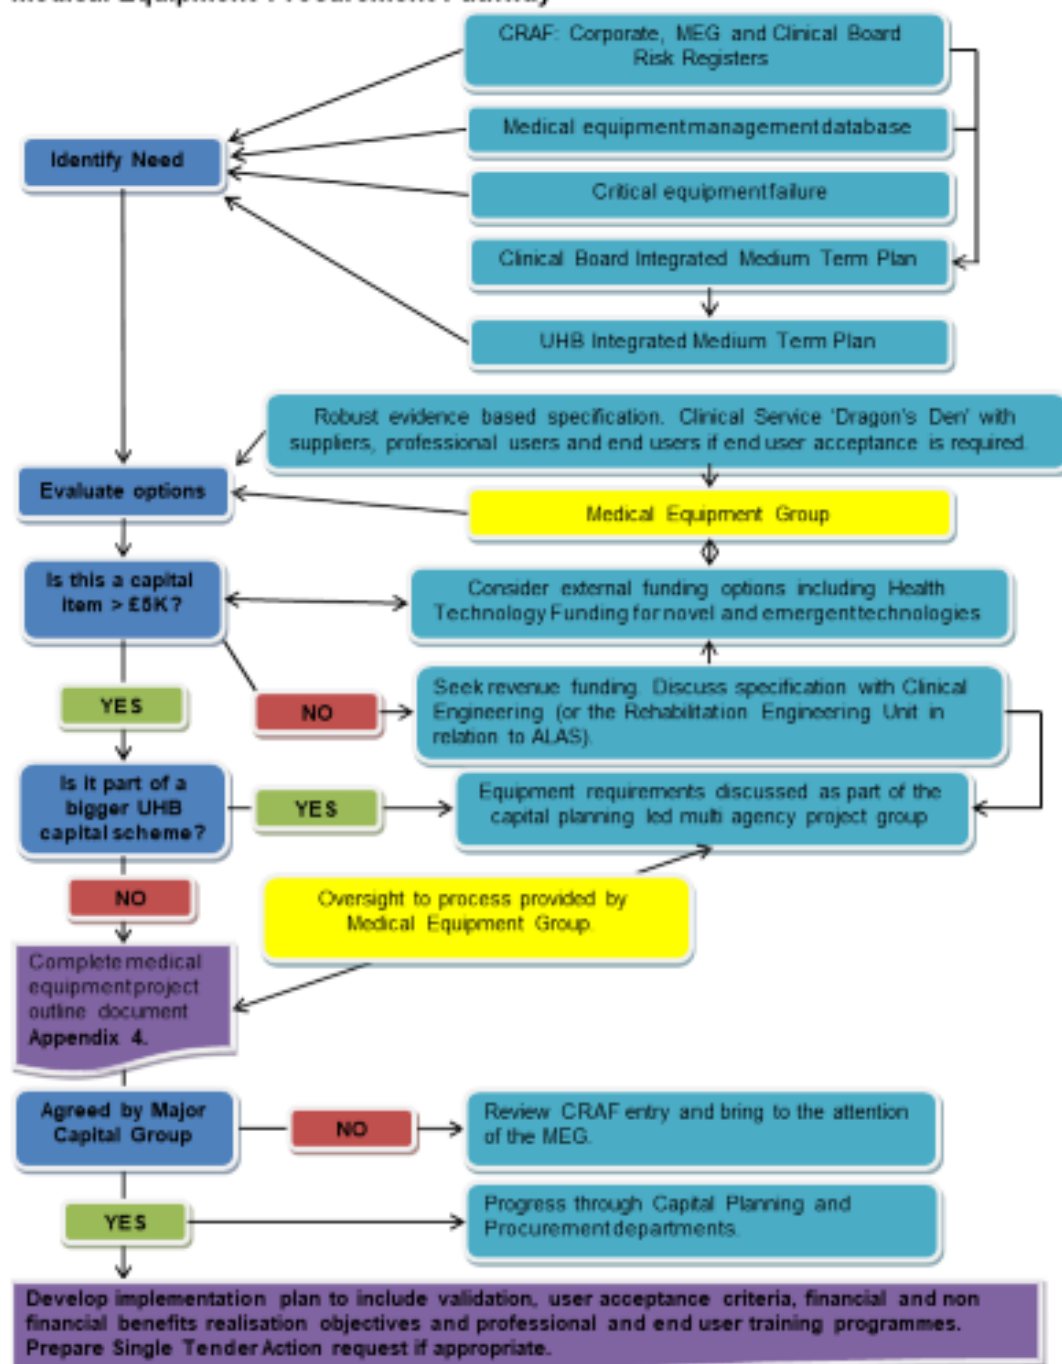 Medical Equipment Procurement Pathway
CRAF: Corporate, MEG and Clinical Board
Risk Registers
Medical equipment management database
Identify Need
Critical equipment failure
Clinical Board Integrated Medium Term Plan
UHB Integrated Medium Term Plan
Robust evidence based specification. Clinical Service 'Dragon's Den' with
suppliers, professional users and end users if end user acceptance is required.
Evaluate options
Medical Equipment Group
Is this a capital
item > £5K?
Consider external funding options including Health
Technology Funding for novel and emergent technologies
YES
NO
Seek revenue funding. Discuss specification with Clinical
Engineering (or the Rehabilitation Engineering Unit in
relation to ALAS).
Is it part of a
bigger UHB
capital scheme?
YES
Equipment requirements discussed as part of the
capital planning led multi agency project group
NO
Oversight to process provided by
Medical Equipment Group.
Complete medical
equipment project
outline document
Appendix 4.
Agreed by Major
Capital Group
NO
Review CRAF entry and bring to the attention
of the MEG.
YES
Progress through Capital Planning and
Procurement departments.
Develop implementation plan to include validation, user acceptance criteria, financial and non
financial benefits realisation objectives and professional and end user training programmes.
Prepare Single Tender Action request if appropriate.